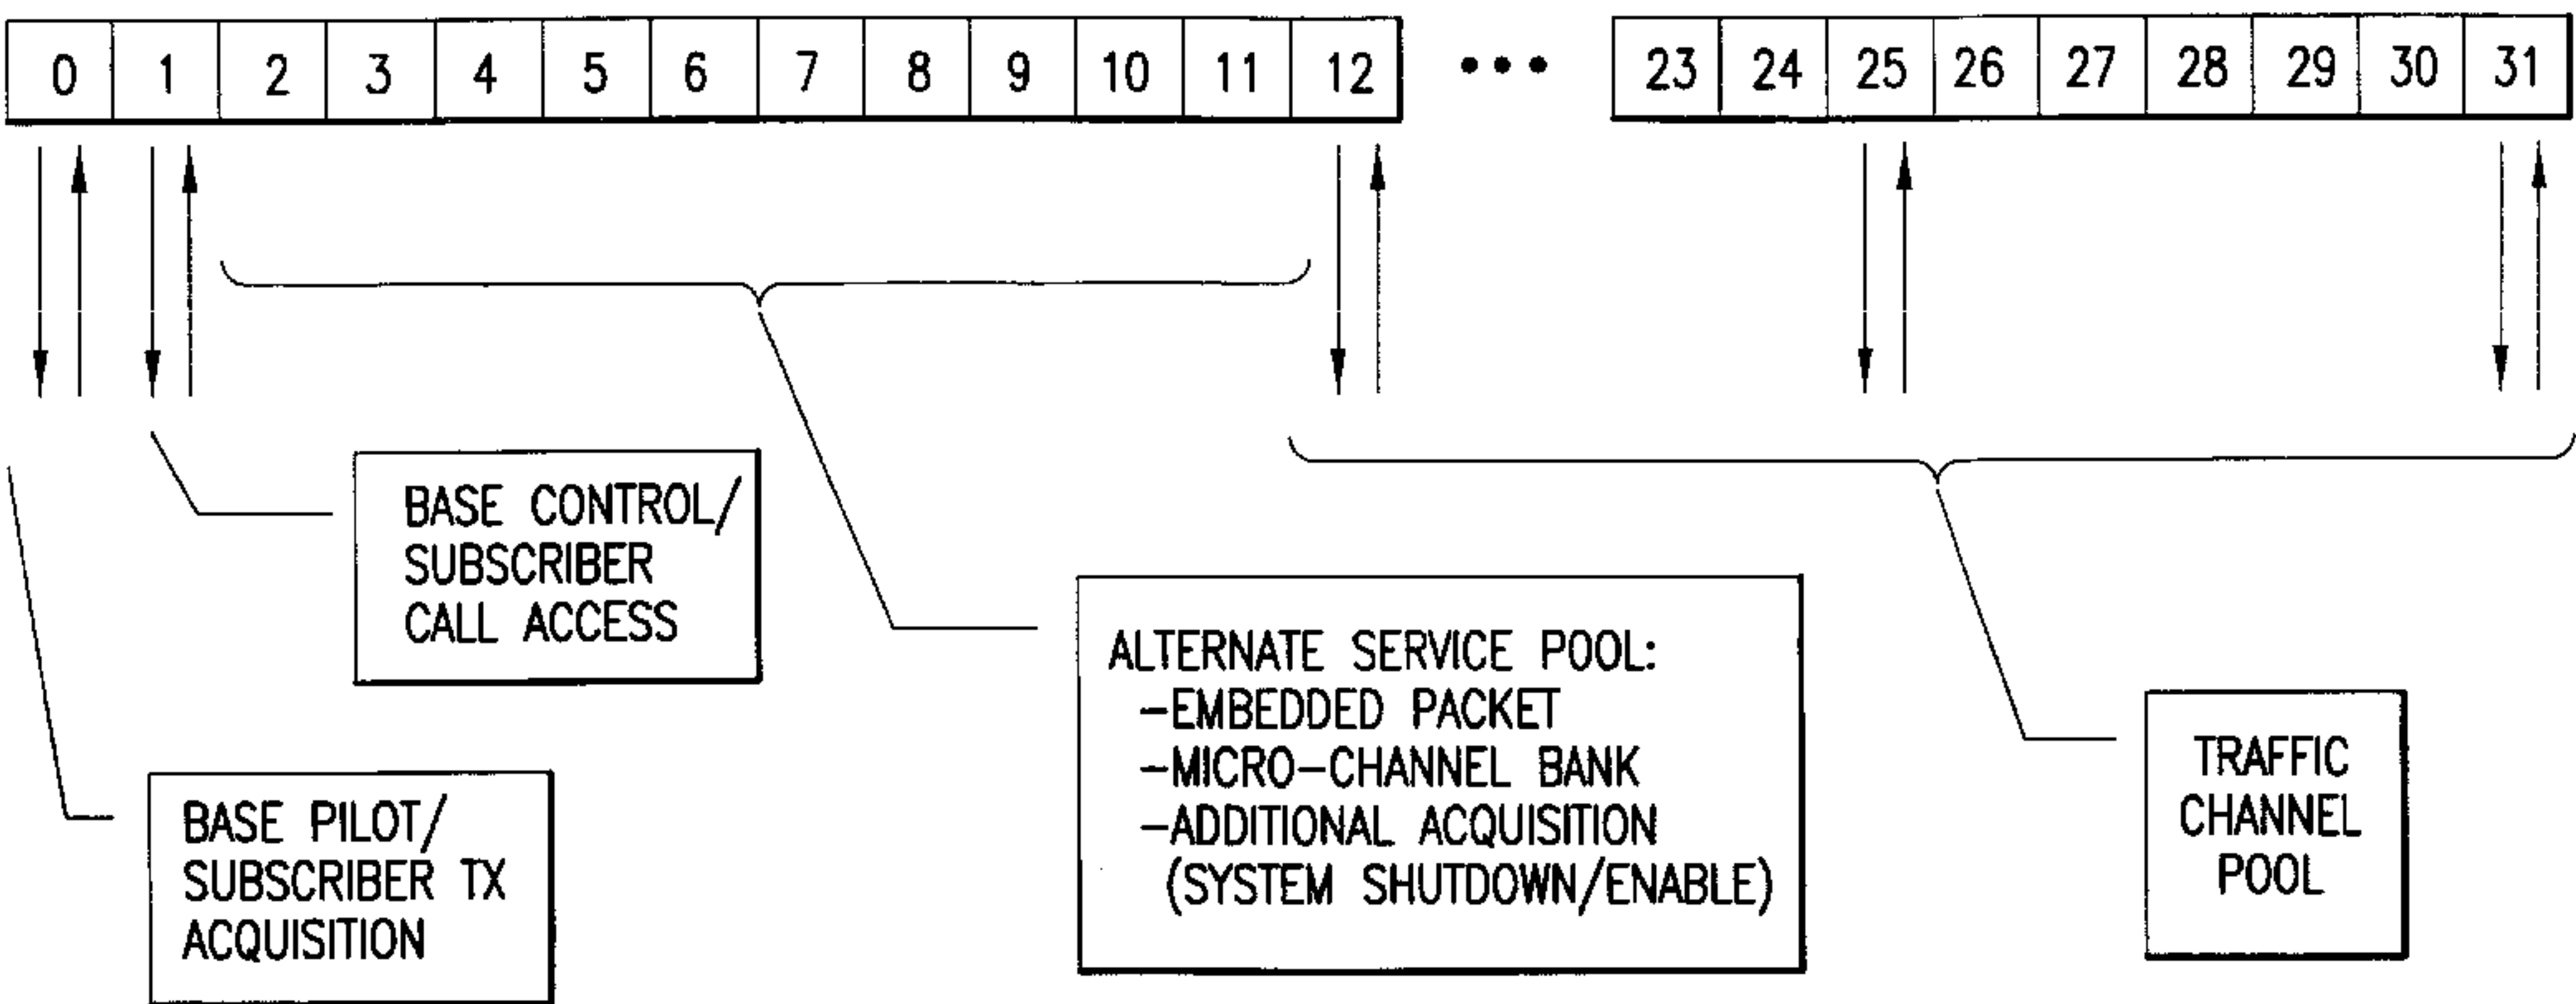 0 1 2 3 4 5 6 7 8 9 10 11 12 ••• 23 24 25 26 27 28 29 30 31
BASE CONTROL/
SUBSCRIBER
CALL ACCESS
BASE PILOT/
SUBSCRIBER TX
ACQUISITION
ALTERNATE SERVICE POOL:
-EMBEDDED PACKET
-MICRO-CHANNEL BANK
-ADDITIONAL ACQUISITION
(SYSTEM SHUTDOWN/ENABLE)
TRAFFIC
CHANNEL
POOL